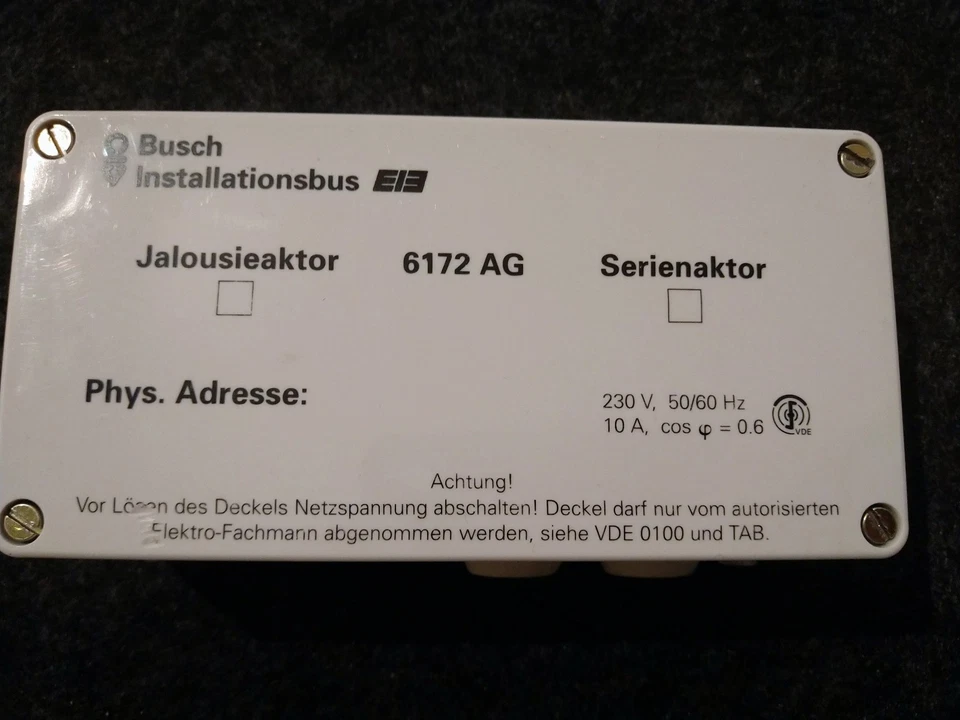 Busch
Installationsbus EIB
Jalousieaktor 6172 AG Serienaktor
Phys. Adresse:
230 V, 50/60 Hz
10 A, cos φ = 0.6 VDE
Achtung!
Vor Lösen des Deckels Netzspannung abschalten! Deckel darf nur vom autorisierten
Elektro-Fachmann abgenommen werden, siehe VDE 0100 und TAB.